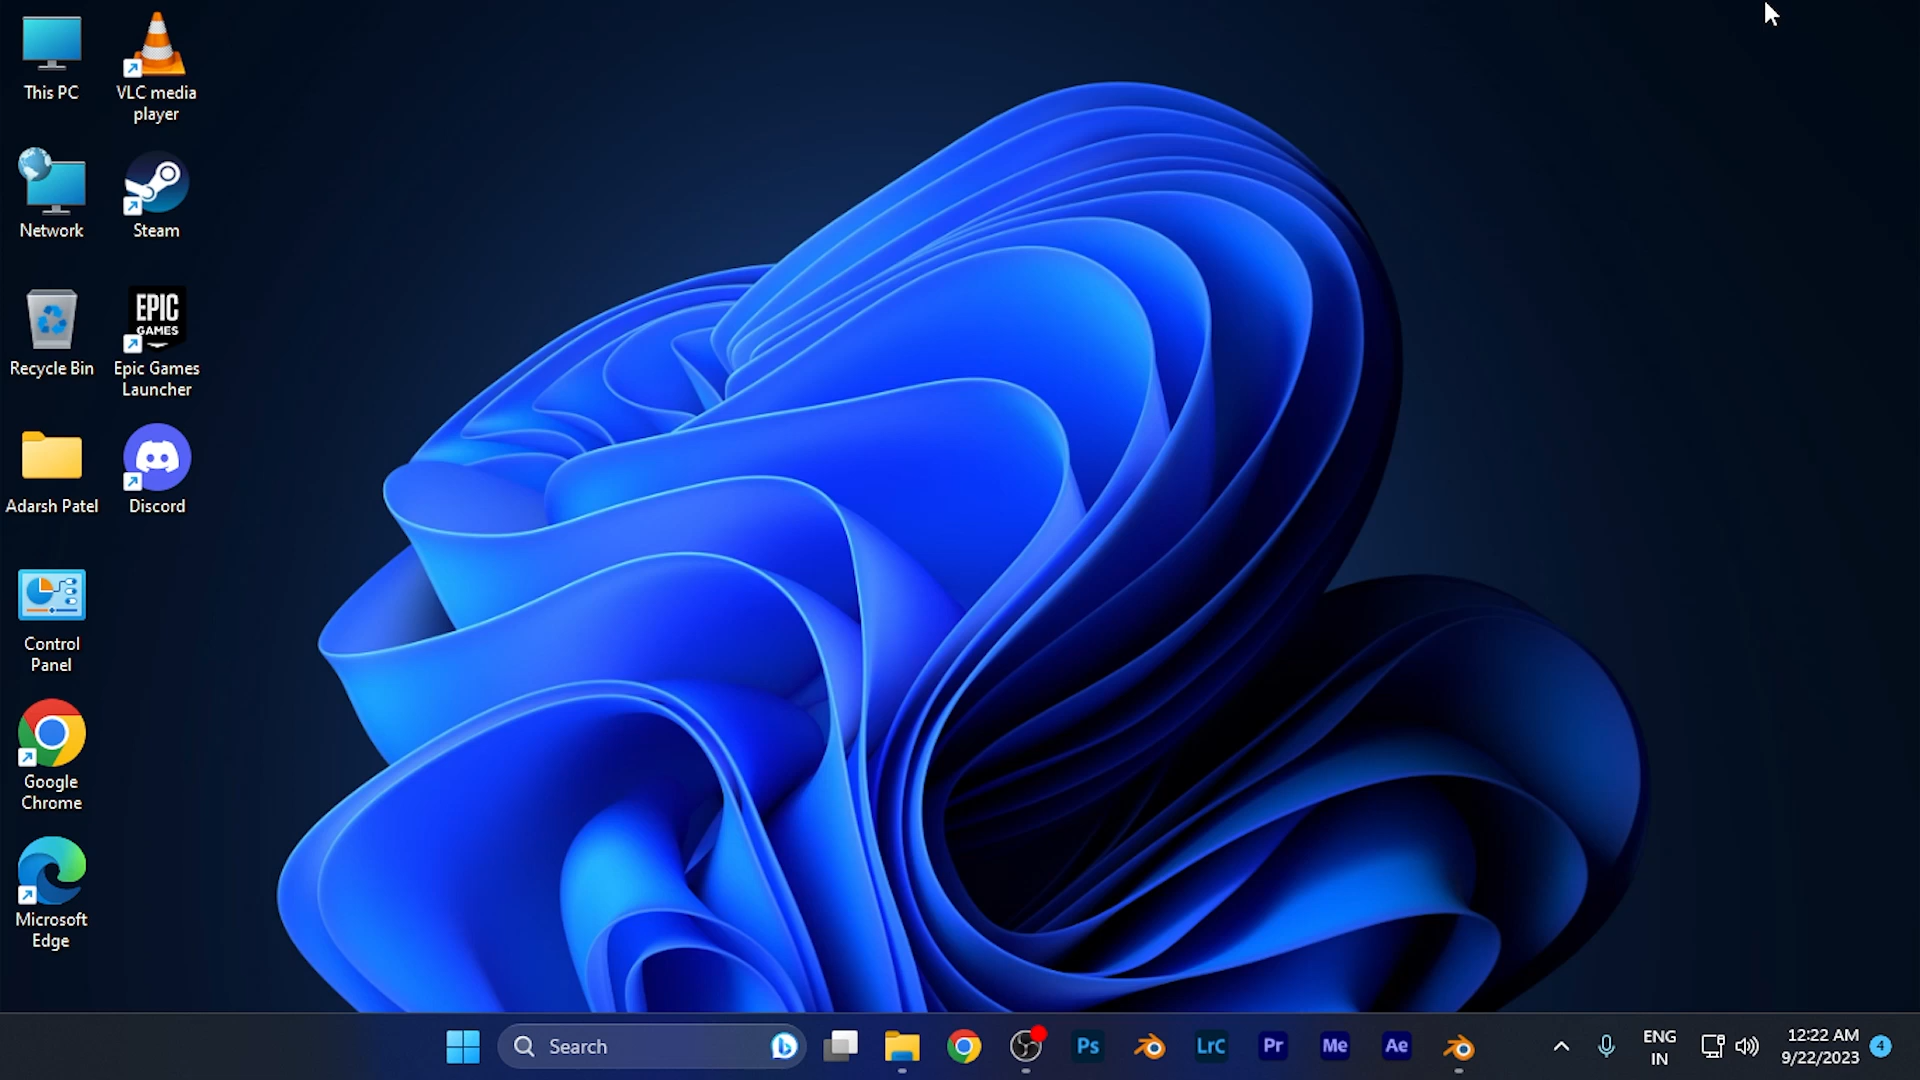 This PC
VLC media
player
Network
Steam
Recycle Bin
EPIC
GAMES
Epic Games
Launcher
Adarsh Patel
Discord
Control
Panel
Google
Chrome
Microsoft
Edge
Search
Ps
LrC
Pr
Me
Ae
ENG
IN
12:22 AM
9/22/2023
4